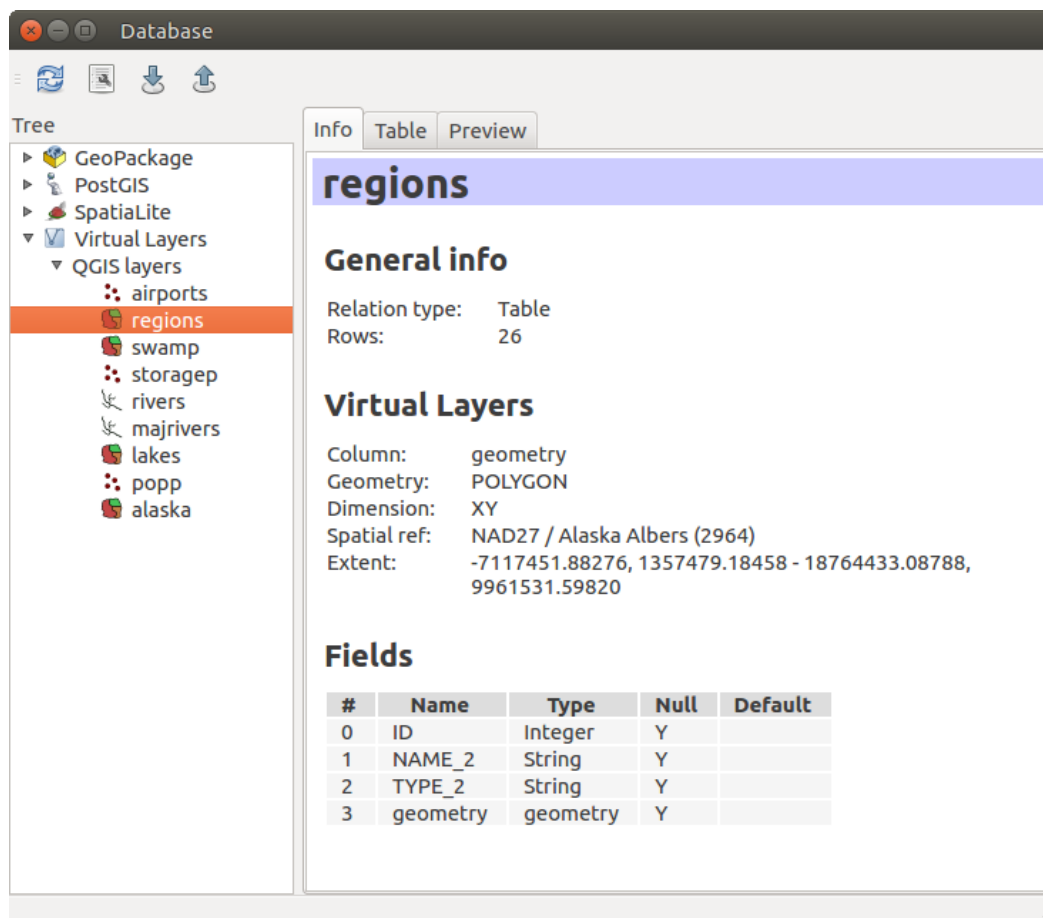 Database
Tree
GeoPackage
PostGIS
SpatiaLite
Virtual Layers
QGIS layers
airports
regions
swamp
storagep
rivers
majrivers
lakes
popp
alaska
Info Table Preview
regions
General info
Relation type: Table
Rows: 26
Virtual Layers
Column: geometry
Geometry: POLYGON
Dimension: XY
Spatial ref: NAD27 / Alaska Albers (2964)
Extent: -7117451.88276, 1357479.18458 - 18764433.08788,
9961531.59820
Fields
# Name Type Null Default
0 ID Integer Y
1 NAME_2 String Y
2 TYPE_2 String Y
3 geometry geometry Y